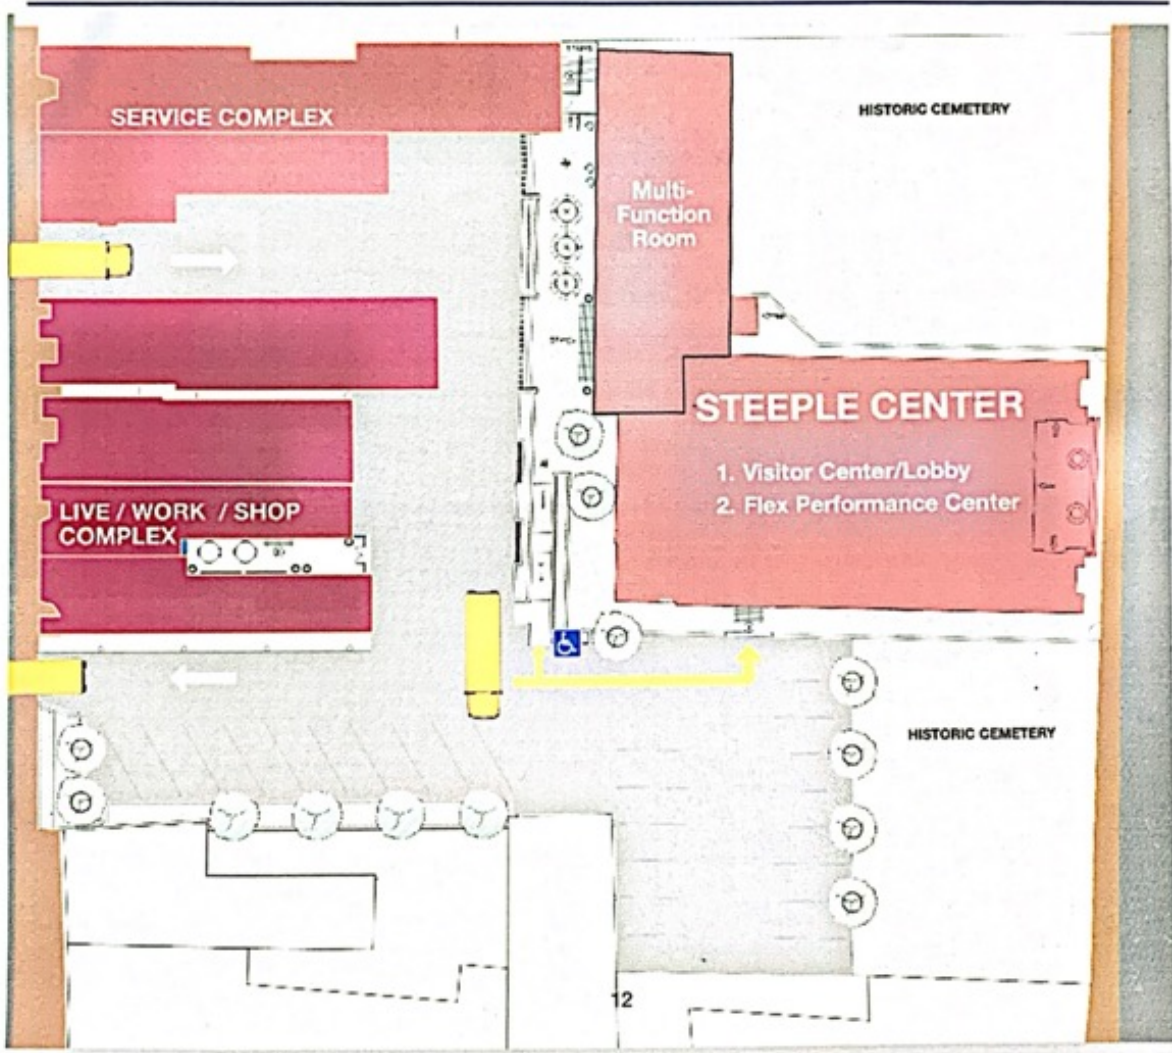 SERVICE COMPLEX
HISTORIC CEMETERY
Multi-
Function
Room
STEEPLE CENTER
1. Visitor Center/Lobby
2. Flex Performance Center
LIVE / WORK / SHOP
COMPLEX
HISTORIC CEMETERY
12